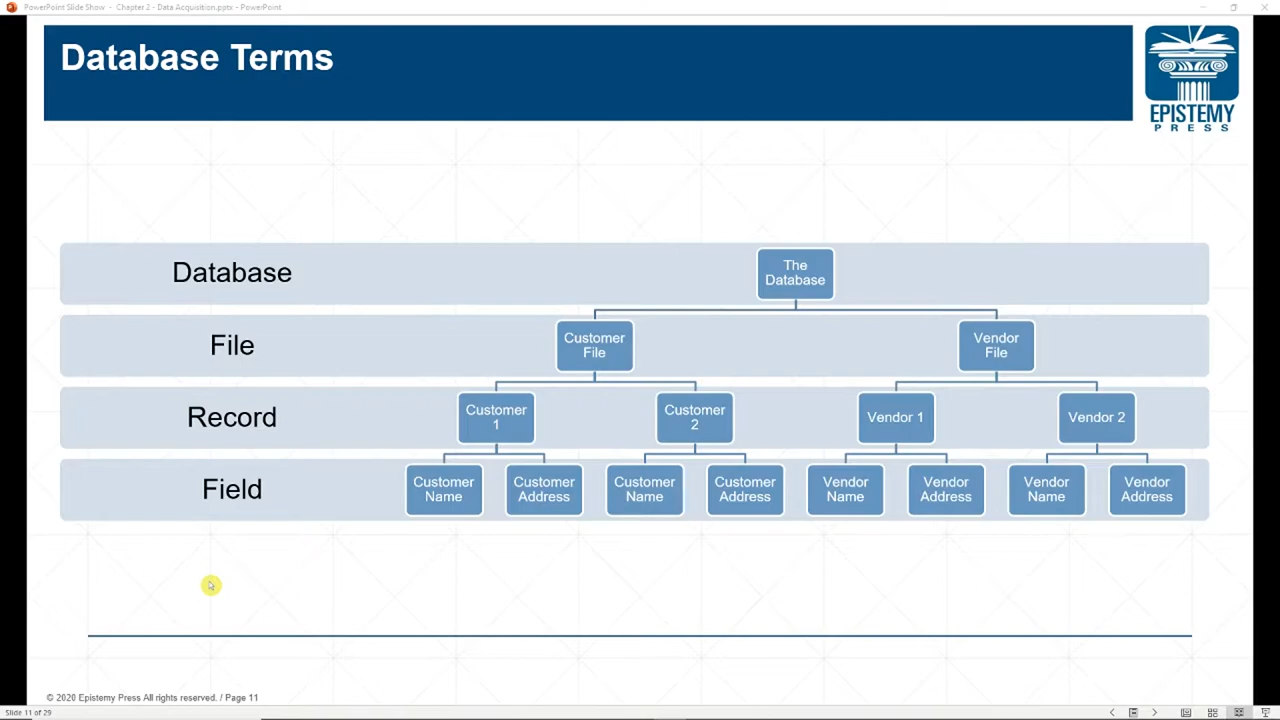 PowerPoint Slide Show - Chapter 2 - Data Acqusition.pptx - PowerPoint
Database Terms
EPISTEMY
PRESS
Database
The
Database
File
Customer
File
Vendor
File
Record
Customer
1
Customer
2
Vendor 1
Vendor 2
Field
Customer
Name
Customer
Address
Customer
Name
Customer
Address
Vendor
Name
Vendor
Address
Vendor
Name
Vendor
Address
© 2020 Epistemy Press All rights reserved. / Page 11
Slide 11 of 29